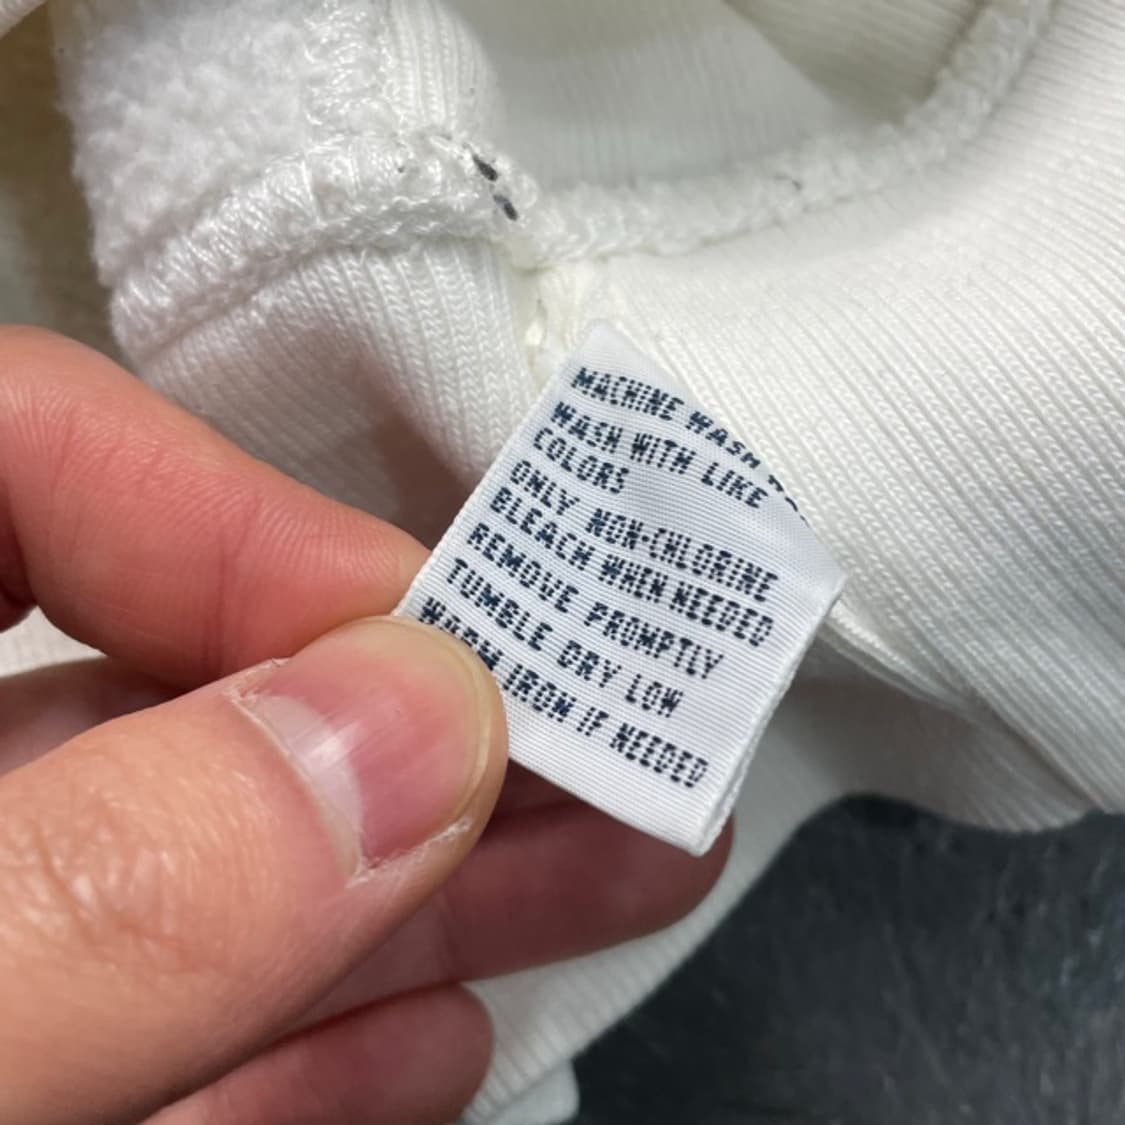 MACHINE WASH
WASH WITH LIKE
COLORS
ONLY NON-CHLORINE
BLEACH WHEN NEEDED
REMOVE PROMPTLY
TUMBLE DRY LOW
WARM IRON IF NEEDED